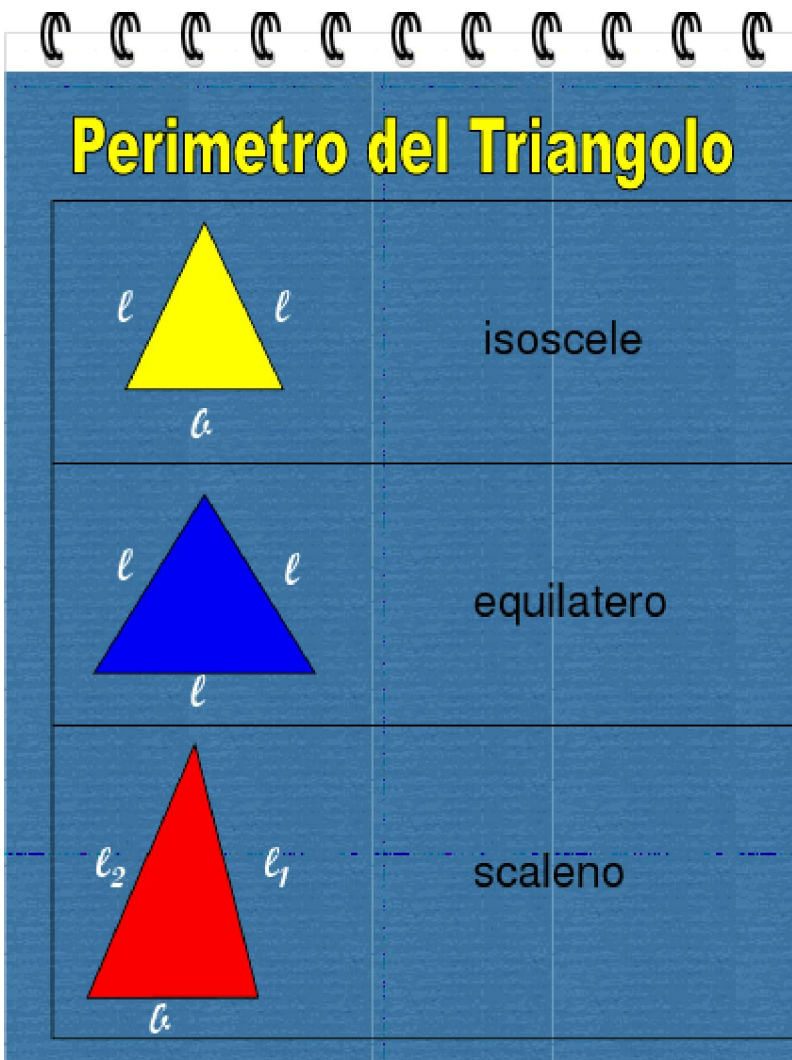 Perimetro del Triangolo
l l
isoscele
b
l l
equilatero
l
l2 l1
scaleno
b